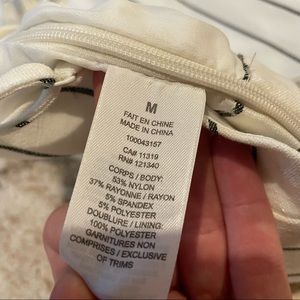 M
FAIT EN CHINE
MADE IN CHINA
100043157
CA# 11319
RN# 121340
CORPS / BODY:
53% NYLON
37% RAYONNE / RAYON
5% SPANDEX
5% POLYESTER
DOUBLURE / LINING:
100% POLYESTER
GARNITURES NON
COMPRISES / EXCLUSIVE
OF TRIMS